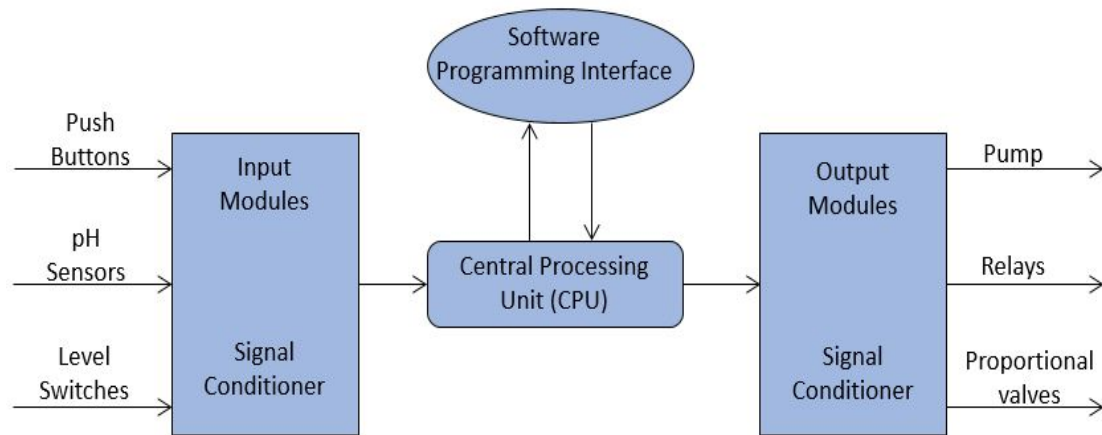 Software
Programming Interface
Push
Buttons
pH
Sensors
Level
Switches
Input
Modules
Signal
Conditioner
Central Processing
Unit (CPU)
Output
Modules
Signal
Conditioner
Pump
Relays
Proportional
valves